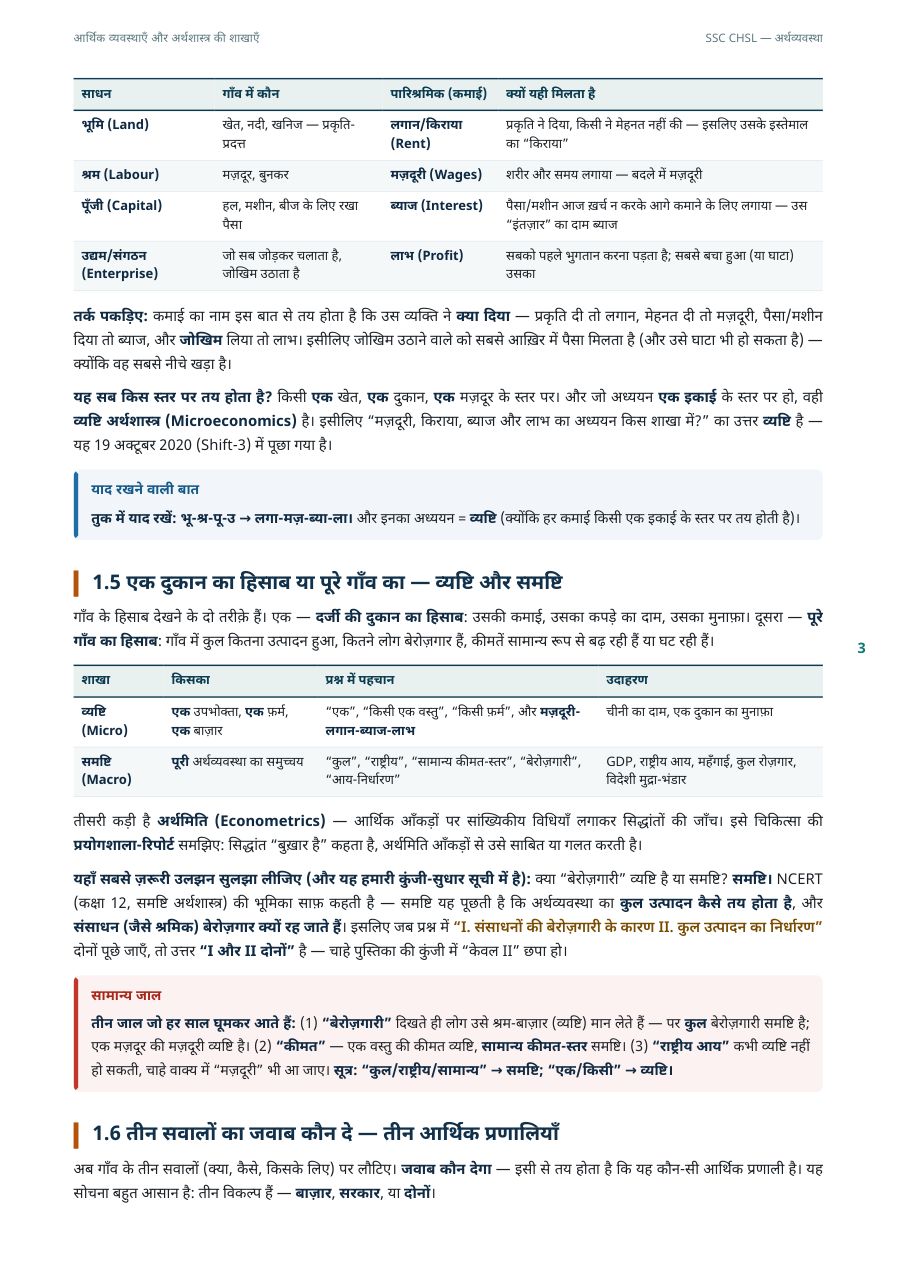 आर्थिक व्यवस्थाएँ और अर्थशास्त्र की शाखाएँ SSC CHSL — अर्थव्यवस्था
साधन गाँव में कौन पारिश्रमिक (कमाई) क्यों यही मिलता है
भूमि (Land) खेत, नदी, खनिज — प्रकृति- लगान/किराया प्रकृति ने दिया, किसी ने मेहनत नहीं की — इसलिए उसके इस्तेमाल
प्रदत्त (Rent) का “किराया”
श्रम (Labour) मज़दूर, बुनकर मज़दूरी (Wages) शरीर और समय लगाया — बदले में मज़दूरी
पूँजी (Capital) हल, मशीन, बीज के लिए रखा ब्याज (Interest) पैसा/मशीन आज ख़र्च न करके आगे कमाने के लिए लगाया — उस
पैसा “इंतज़ार” का दाम ब्याज
उद्यम/संगठन जो सब जोड़कर चलाता है, लाभ (Profit) सबको पहले भुगतान करना पड़ता है; सबसे बचा हुआ (या घाटा)
(Enterprise) जोखिम उठाता है उसका
तर्क पकड़िए: कमाई का नाम इस बात से तय होता है कि उस व्यक्ति ने क्या दिया — प्रकृति दी तो लगान, मेहनत दी तो मज़दूरी, पैसा/मशीन
दिया तो ब्याज, और जोखिम लिया तो लाभ। इसीलिए जोखिम उठाने वाले को सबसे आख़िर में पैसा मिलता है (और उसे घाटा भी हो सकता है) —
क्योंकि वह सबसे नीचे खड़ा है।
यह सब किस स्तर पर तय होता है? किसी एक खेत, एक दुकान, एक मज़दूर के स्तर पर। और जो अध्ययन एक इकाई के स्तर पर हो, वही
व्यष्टि अर्थशास्त्र (Microeconomics) है। इसीलिए “मज़दूरी, किराया, ब्याज और लाभ का अध्ययन किस शाखा में?” का उत्तर व्यष्टि है —
यह 19 अक्टूबर 2020 (Shift-3) में पूछा गया है।
याद रखने वाली बात
तुक में याद रखें: भू-श्र-पू-उ → लगा-मज़-ब्या-ला। और इनका अध्ययन = व्यष्टि (क्योंकि हर कमाई किसी एक इकाई के स्तर पर तय होती है)।
1.5 एक दुकान का हिसाब या पूरे गाँव का — व्यष्टि और समष्टि
गाँव के हिसाब देखने के दो तरीक़े हैं। एक — दर्जी की दुकान का हिसाब: उसकी कमाई, उसका कपड़े का दाम, उसका मुनाफ़ा। दूसरा — पूरे
गाँव का हिसाब: गाँव में कुल कितना उत्पादन हुआ, कितने लोग बेरोज़गार हैं, कीमतें सामान्य रूप से बढ़ रही हैं या घट रही हैं।
3
शाखा किसका प्रश्न में पहचान उदाहरण
व्यष्टि एक उपभोक्ता, एक फ़र्म, “एक”, “किसी एक वस्तु”, “किसी फ़र्म”, और मज़दूरी- चीनी का दाम, एक दुकान का मुनाफ़ा
(Micro) एक बाज़ार लगान-ब्याज-लाभ
समष्टि पूरी अर्थव्यवस्था का समुच्चय “कुल”, “राष्ट्रीय”, “सामान्य कीमत-स्तर”, “बेरोज़गारी”, GDP, राष्ट्रीय आय, महँगाई, कुल रोज़गार,
(Macro) “आय-निर्धारण” विदेशी मुद्रा-भंडार
तीसरी कड़ी है अर्थमिति (Econometrics) — आर्थिक आँकड़ों पर सांख्यिकीय विधियाँ लगाकर सिद्धांतों की जाँच। इसे चिकित्सा की
प्रयोगशाला-रिपोर्ट समझिए: सिद्धांत “बुख़ार है” कहता है, अर्थमिति आँकड़ों से उसे साबित या गलत करती है।
यहाँ सबसे ज़रूरी उलझन सुलझा लीजिए (और यह हमारी कुंजी-सुधार सूची में है): क्या “बेरोज़गारी” व्यष्टि है या समष्टि? समष्टि। NCERT
(कक्षा 12, समष्टि अर्थशास्त्र) की भूमिका साफ़ कहती है — समष्टि यह पूछती है कि अर्थव्यवस्था का कुल उत्पादन कैसे तय होता है, और
संसाधन (जैसे श्रमिक) बेरोज़गार क्यों रह जाते हैं। इसलिए जब प्रश्न में “I. संसाधनों की बेरोज़गारी के कारण II. कुल उत्पादन का निर्धारण”
दोनों पूछे जाएँ, तो उत्तर “I और II दोनों” है — चाहे पुस्तिका की कुंजी में “केवल II” छपा हो।
सामान्य जाल
तीन जाल जो हर साल घूमकर आते हैं: (1) “बेरोज़गारी” दिखते ही लोग उसे श्रम-बाज़ार (व्यष्टि) मान लेते हैं — पर कुल बेरोज़गारी समष्टि है;
एक मज़दूर की मज़दूरी व्यष्टि है। (2) “कीमत” — एक वस्तु की कीमत व्यष्टि, सामान्य कीमत-स्तर समष्टि। (3) “राष्ट्रीय आय” कभी व्यष्टि नहीं
हो सकती, चाहे वाक्य में “मज़दूरी” भी आ जाए। सूत्र: “कुल/राष्ट्रीय/सामान्य” → समष्टि; “एक/किसी” → व्यष्टि।
1.6 तीन सवालों का जवाब कौन दे — तीन आर्थिक प्रणालियाँ
अब गाँव के तीन सवालों (क्या, कैसे, किसके लिए) पर लौटिए। जवाब कौन देगा — इसी से तय होता है कि यह कौन-सी आर्थिक प्रणाली है। यह
सोचना बहुत आसान है: तीन विकल्प हैं — बाज़ार, सरकार, या दोनों।